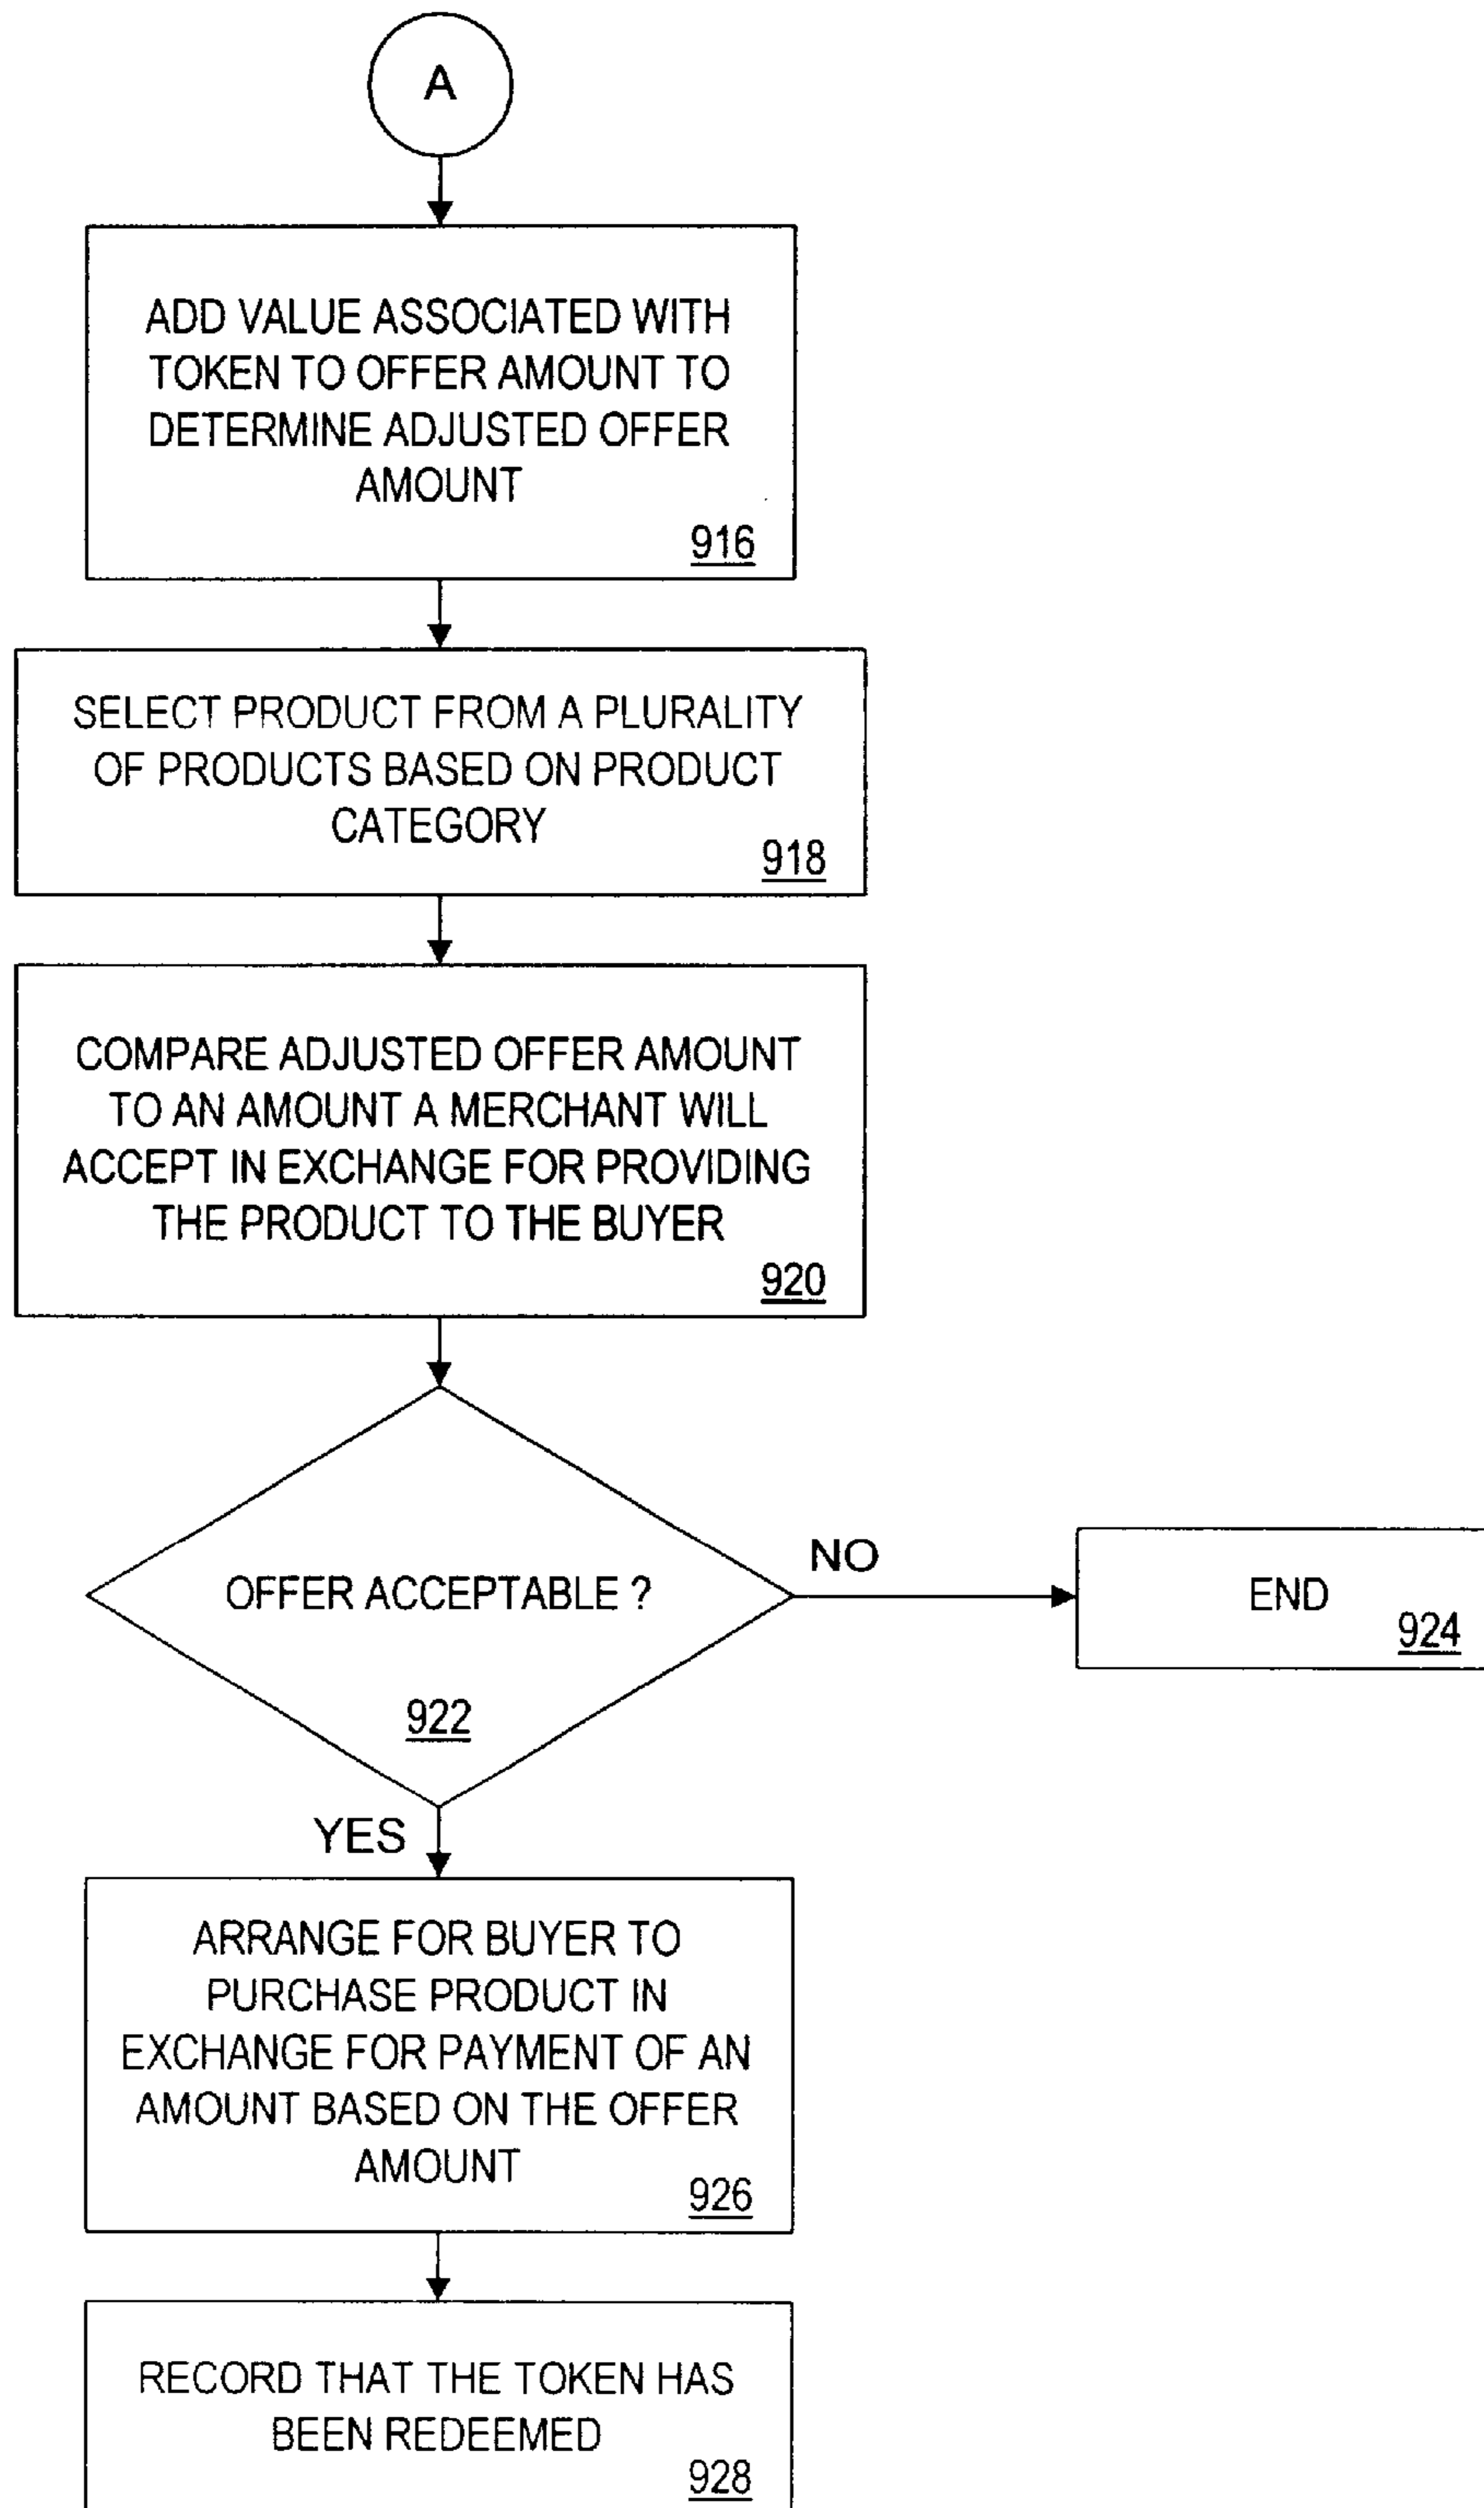 A
ADD VALUE ASSOCIATED WITH
TOKEN TO OFFER AMOUNT TO
DETERMINE ADJUSTED OFFER
AMOUNT
916
SELECT PRODUCT FROM A PLURALITY
OF PRODUCTS BASED ON PRODUCT
CATEGORY
918
COMPARE ADJUSTED OFFER AMOUNT
TO AN AMOUNT A MERCHANT WILL
ACCEPT IN EXCHANGE FOR PROVIDING
THE PRODUCT TO THE BUYER
920
OFFER ACCEPTABLE ?
922
NO
END
924
YES
ARRANGE FOR BUYER TO
PURCHASE PRODUCT IN
EXCHANGE FOR PAYMENT OF AN
AMOUNT BASED ON THE OFFER
AMOUNT
926
RECORD THAT THE TOKEN HAS
BEEN REDEEMED
928